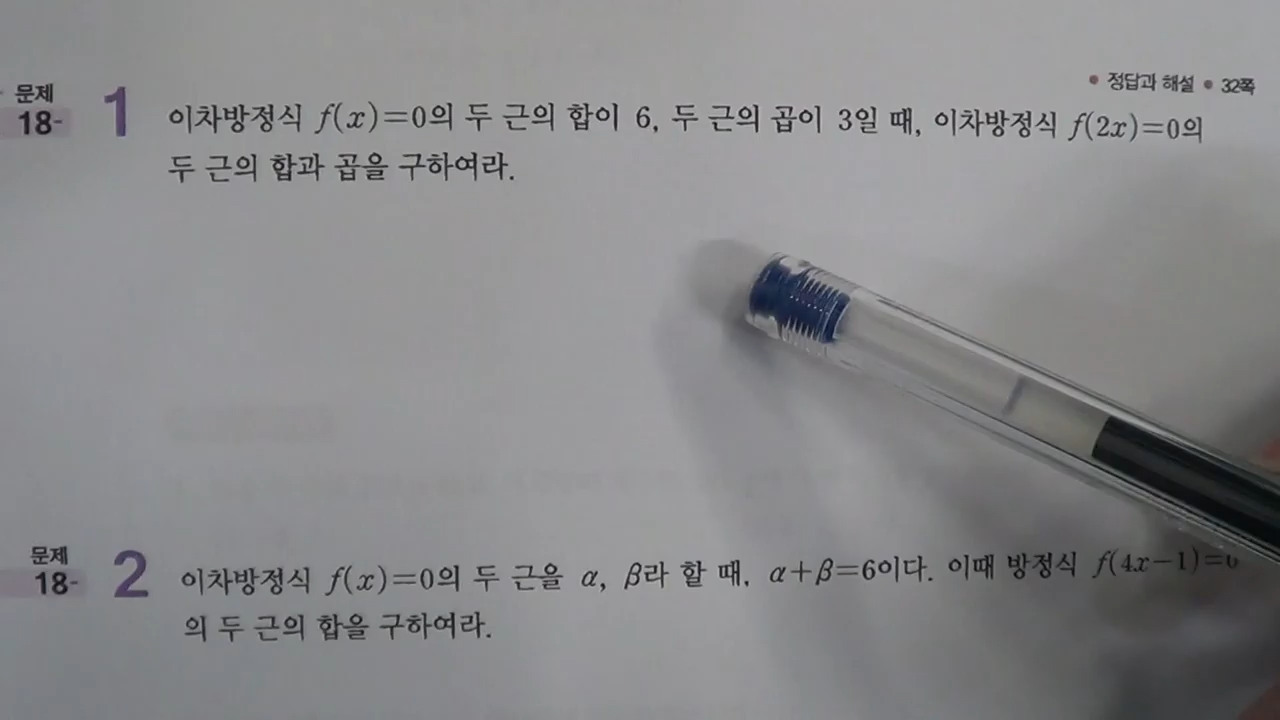 • 정답과 해설 • 32쪽
문제
18- 1 이차방정식 f(x)=0의 두 근의 합이 6, 두 근의 곱이 3일 때, 이차방정식 f(2x)=0의
두 근의 합과 곱을 구하여라.
문제
18- 2 이차방정식 f(x)=0의 두 근을 α, β라 할 때, α+β=6이다. 이때 방정식 f(4x-1)=0
의 두 근의 합을 구하여라.